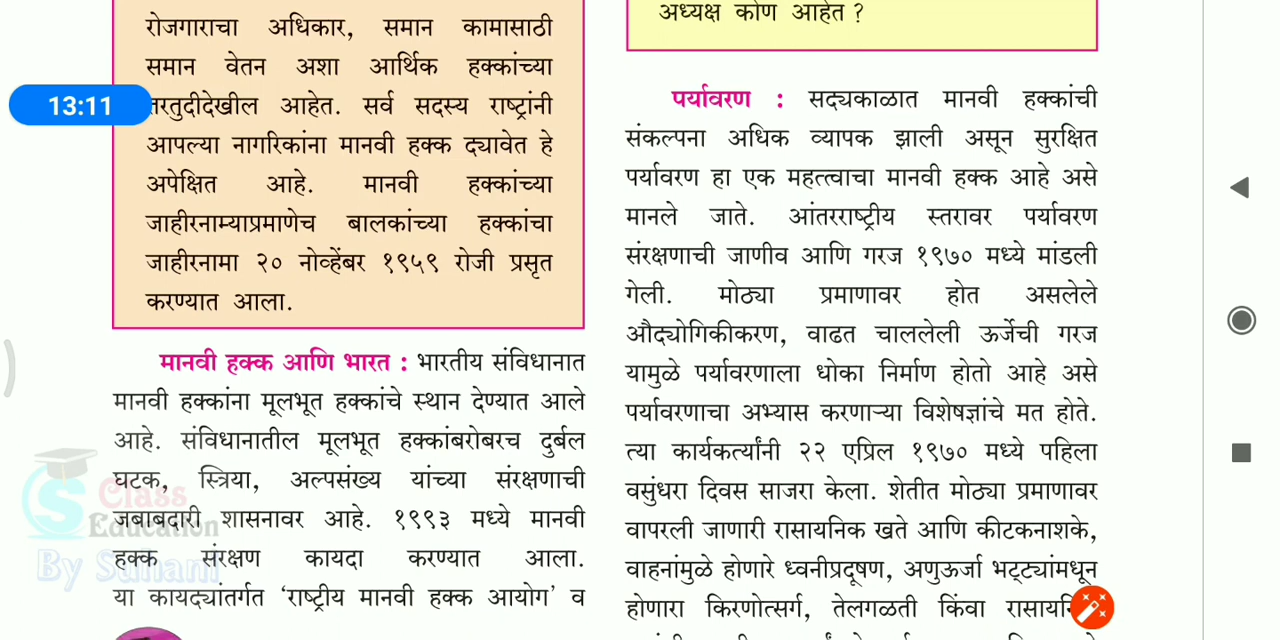 रोजगाराचा अधिकार, समान कामासाठी
समान वेतन अशा आर्थिक हक्कांच्या
13:11
तरतुदीदेखील आहेत. सर्व सदस्य राष्ट्रांनी
आपल्या नागरिकांना मानवी हक्क द्यावेत हे
अपेक्षित आहे. मानवी हक्कांच्या
जाहीरनाम्याप्रमाणेच बालकांच्या हक्कांचा
जाहीरनामा २० नोव्हेंबर १९५९ रोजी प्रसृत
करण्यात आला.
मानवी हक्क आणि भारत : भारतीय संविधानात
मानवी हक्कांना मूलभूत हक्कांचे स्थान देण्यात आले
आहे. संविधानातील मूलभूत हक्कांबरोबरच दुर्बल
घटक, स्त्रिया, अल्पसंख्य यांच्या संरक्षणाची
जबाबदारी शासनावर आहे. १९९३ मध्ये मानवी
हक्क संरक्षण कायदा करण्यात आला.
या कायद्यांतर्गत ‘राष्ट्रीय मानवी हक्क आयोग’ व
Class
Education
By Suhani
अध्यक्ष कोण आहेत ?
पर्यावरण : सद्यकाळात मानवी हक्कांची
संकल्पना अधिक व्यापक झाली असून सुरक्षित
पर्यावरण हा एक महत्त्वाचा मानवी हक्क आहे असे
मानले जाते. आंतरराष्ट्रीय स्तरावर पर्यावरण
संरक्षणाची जाणीव आणि गरज १९७० मध्ये मांडली
गेली. मोठ्या प्रमाणावर होत असलेले
औद्योगिकीकरण, वाढत चाललेली ऊर्जेची गरज
यामुळे पर्यावरणाला धोका निर्माण होतो आहे असे
पर्यावरणाचा अभ्यास करणाऱ्या विशेषज्ञांचे मत होते.
त्या कार्यकर्त्यांनी २२ एप्रिल १९७० मध्ये पहिला
वसुंधरा दिवस साजरा केला. शेतीत मोठ्या प्रमाणावर
वापरली जाणारी रासायनिक खते आणि कीटकनाशके,
वाहनांमुळे होणारे ध्वनीप्रदूषण, अणुऊर्जा भट्ट्यांमधून
होणारा किरणोत्सर्ग, तेलगळती किंवा